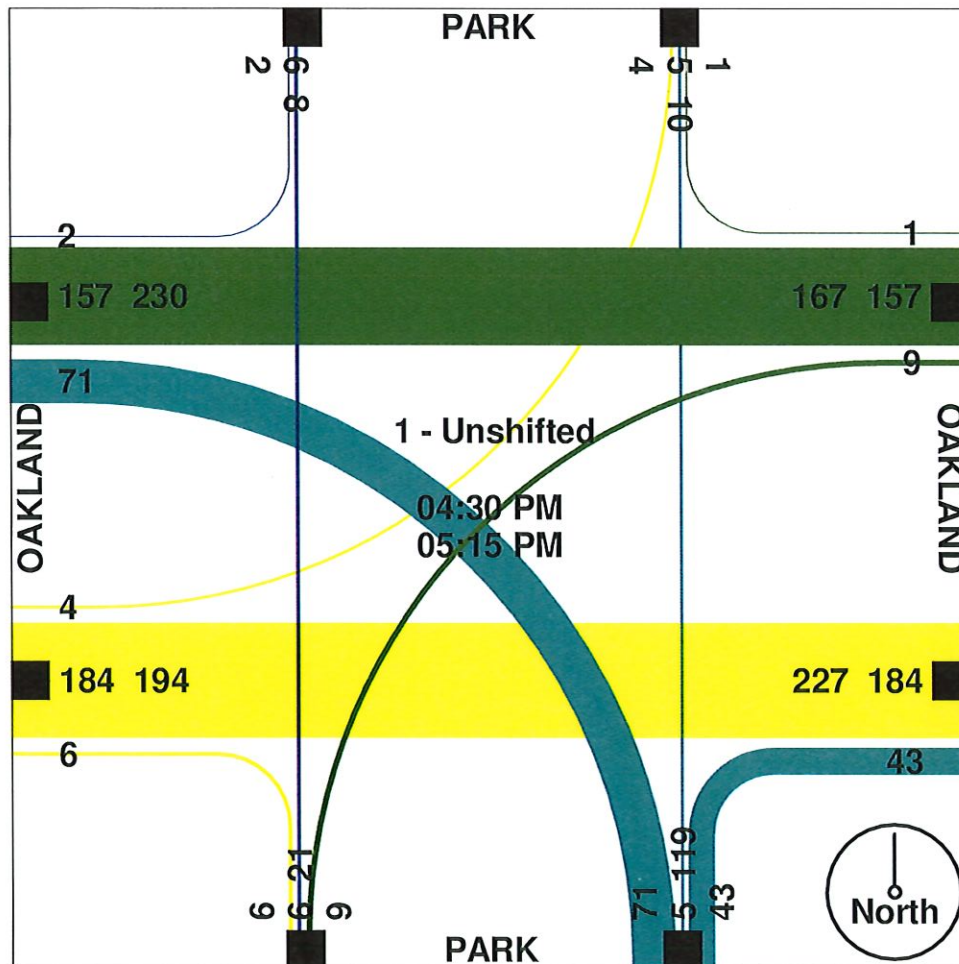 PARK
2 6 8
4 5 10 1
2
1
157 230
167 157
71
9
OAKLAND
OAKLAND
1 - Unshifted
04:30 PM
05:15 PM
4
184 194
227 184
6
43
6 6 21 9
71 5 119 43
North
PARK